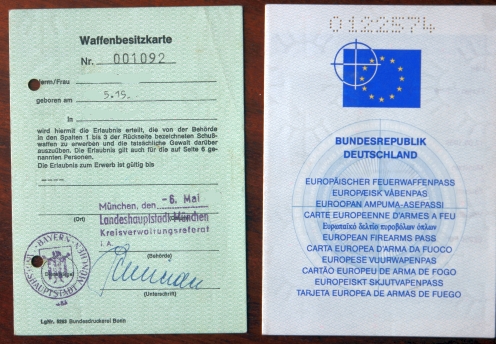 Waffenbesitzkarte
Nr. 001092
Herrn/Frau
geboren am 5.15.
in
wird hiermit die Erlaubnis erteilt, die von der Behörde
in den Spalten 1 bis 3 der Rückseite bezeichneten Schuß-
waffen zu erwerben und die tatsächliche Gewalt darüber
auszuüben. Die Erlaubnis gilt auch für die auf Seite 6 ge-
nannten Personen.
Die Erlaubnis zum Erwerb ist gültig bis
München, den -6. Mai
(Ort)
Landeshauptstadt München
Kreisverwaltungsreferat
i. A.
(Behörde)
(Unterschrift)
BAYERN
LANDESHAUPTSTADT MÜNCHEN
LgNr. Bundesdruckerei Bonn
0122574
BUNDESREPUBLIK
DEUTSCHLAND
EUROPÄISCHER FEUERWAFFENPASS
EUROPÆISK VÅBENPAS
EUROOPAN AMPUMA-ASEPASSI
CARTE EUROPEENNE D'ARMES A FEU
Ευρωπαϊκό δελτίο πυροβόλων όπλων
EUROPEAN FIREARMS PASS
CARTA EUROPEA D'ARMA DA FUOCO
EUROPESE VUURWAPENPAS
CARTÃO EUROPEU DE ARMA DE FOGO
EUROPEISKT SKJUTVAPENPASS
TARJETA EUROPEA DE ARMAS DE FUEGO